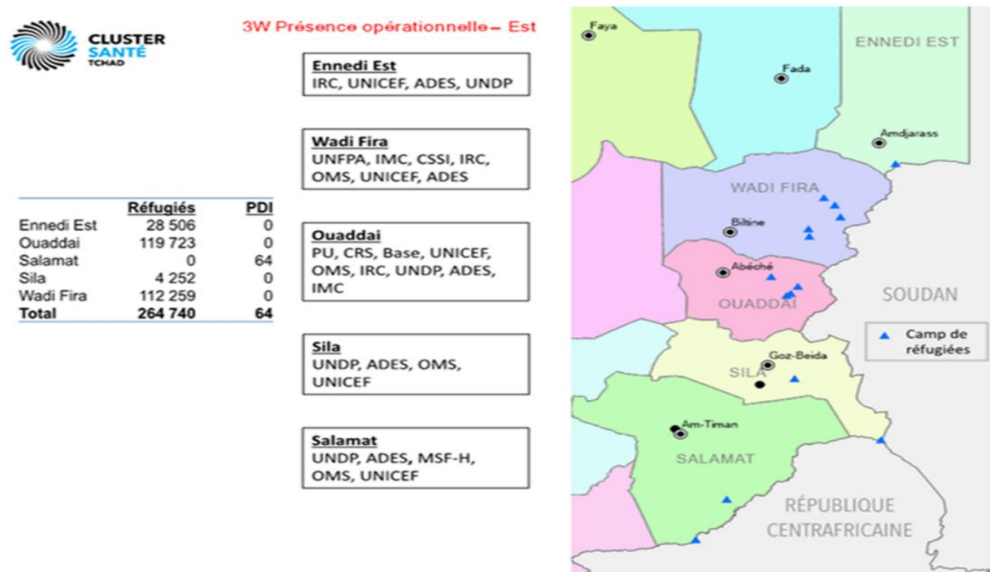 CLUSTER
SANTÉ
TCHAD
3W Présence opérationnelle – Est
Réfugiés PDI
Ennedi Est 28 506 0
Ouaddai 119 723 0
Salamat 0 64
Sila 4 252 0
Wadi Fira 112 259 0
Total 264 740 64
Ennedi Est
IRC, UNICEF, ADES, UNDP
Wadi Fira
UNFPA, IMC, CSSI, IRC,
OMS, UNICEF, ADES
Ouaddai
PU, CRS, Base, UNICEF,
OMS, IRC, UNDP, ADES,
IMC
Sila
UNDP, ADES, OMS,
UNICEF
Salamat
UNDP, ADES, MSF-H,
OMS, UNICEF
Faya
ENNEDI EST
Fada
Amdjarass
WADI FIRA
Biltine
Abéché
OUADDAI
SOUDAN
Camp de
réfugiées
Goz-Beida
SILA
Am-Timan
SALAMAT
RÉPUBLIQUE
CENTRAFRICAINE